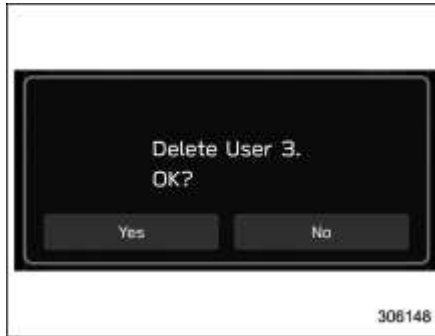 Delete User 3.
OK?
Yes No
306148